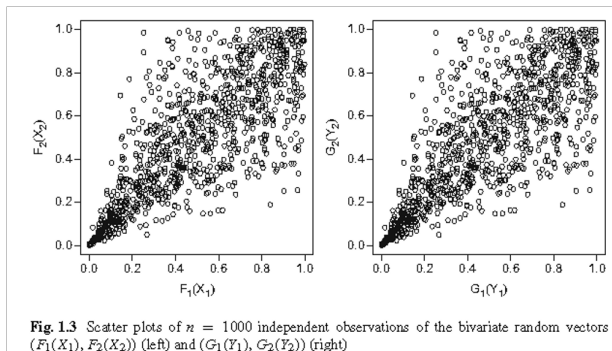 1.0
0.8
0.6
0.4
0.2
0.0
F₂(X₂)
0.0 0.2 0.4 0.6 0.8 1.0
F₁(X₁)
1.0
0.8
0.6
0.4
0.2
0.0
G₂(Y₂)
0.0 0.2 0.4 0.6 0.8 1.0
G₁(Y₁)
Fig. 1.3 Scatter plots of n = 1000 independent observations of the bivariate random vectors
(F₁(X₁), F₂(X₂)) (left) and (G₁(Y₁), G₂(Y₂)) (right)